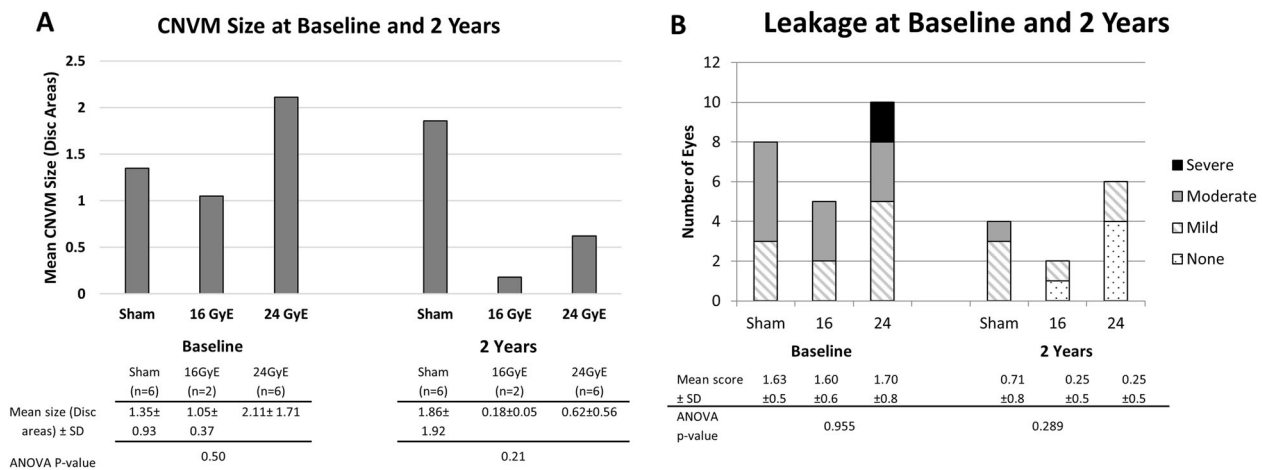 A
CNVM Size at Baseline and 2 Years
Mean CNVM Size (Disc Areas)
2.5
2
1.5
1
0.5
0
Sham 16 GyE 24 GyE Sham 16 GyE 24 GyE
Baseline 2 Years
Sham 16GyE 24GyE Sham 16GyE 24GyE
(n=6) (n=2) (n=6) (n=6) (n=2) (n=6)
Mean size (Disc 1.35± 1.05± 2.11± 1.71 1.86± 0.18±0.05 0.62±0.56
areas) ± SD 0.93 0.37 1.92
ANOVA P-value 0.50 0.21
B
Leakage at Baseline and 2 Years
Number of Eyes
12
10
8
6
4
2
0
Severe
Moderate
Mild
None
Sham 16 24 Sham 16 24
Baseline 2 Years
Mean score 1.63 1.60 1.70 0.71 0.25 0.25
± SD ±0.5 ±0.6 ±0.8 ±0.8 ±0.5 ±0.5
ANOVA
p-value 0.955 0.289